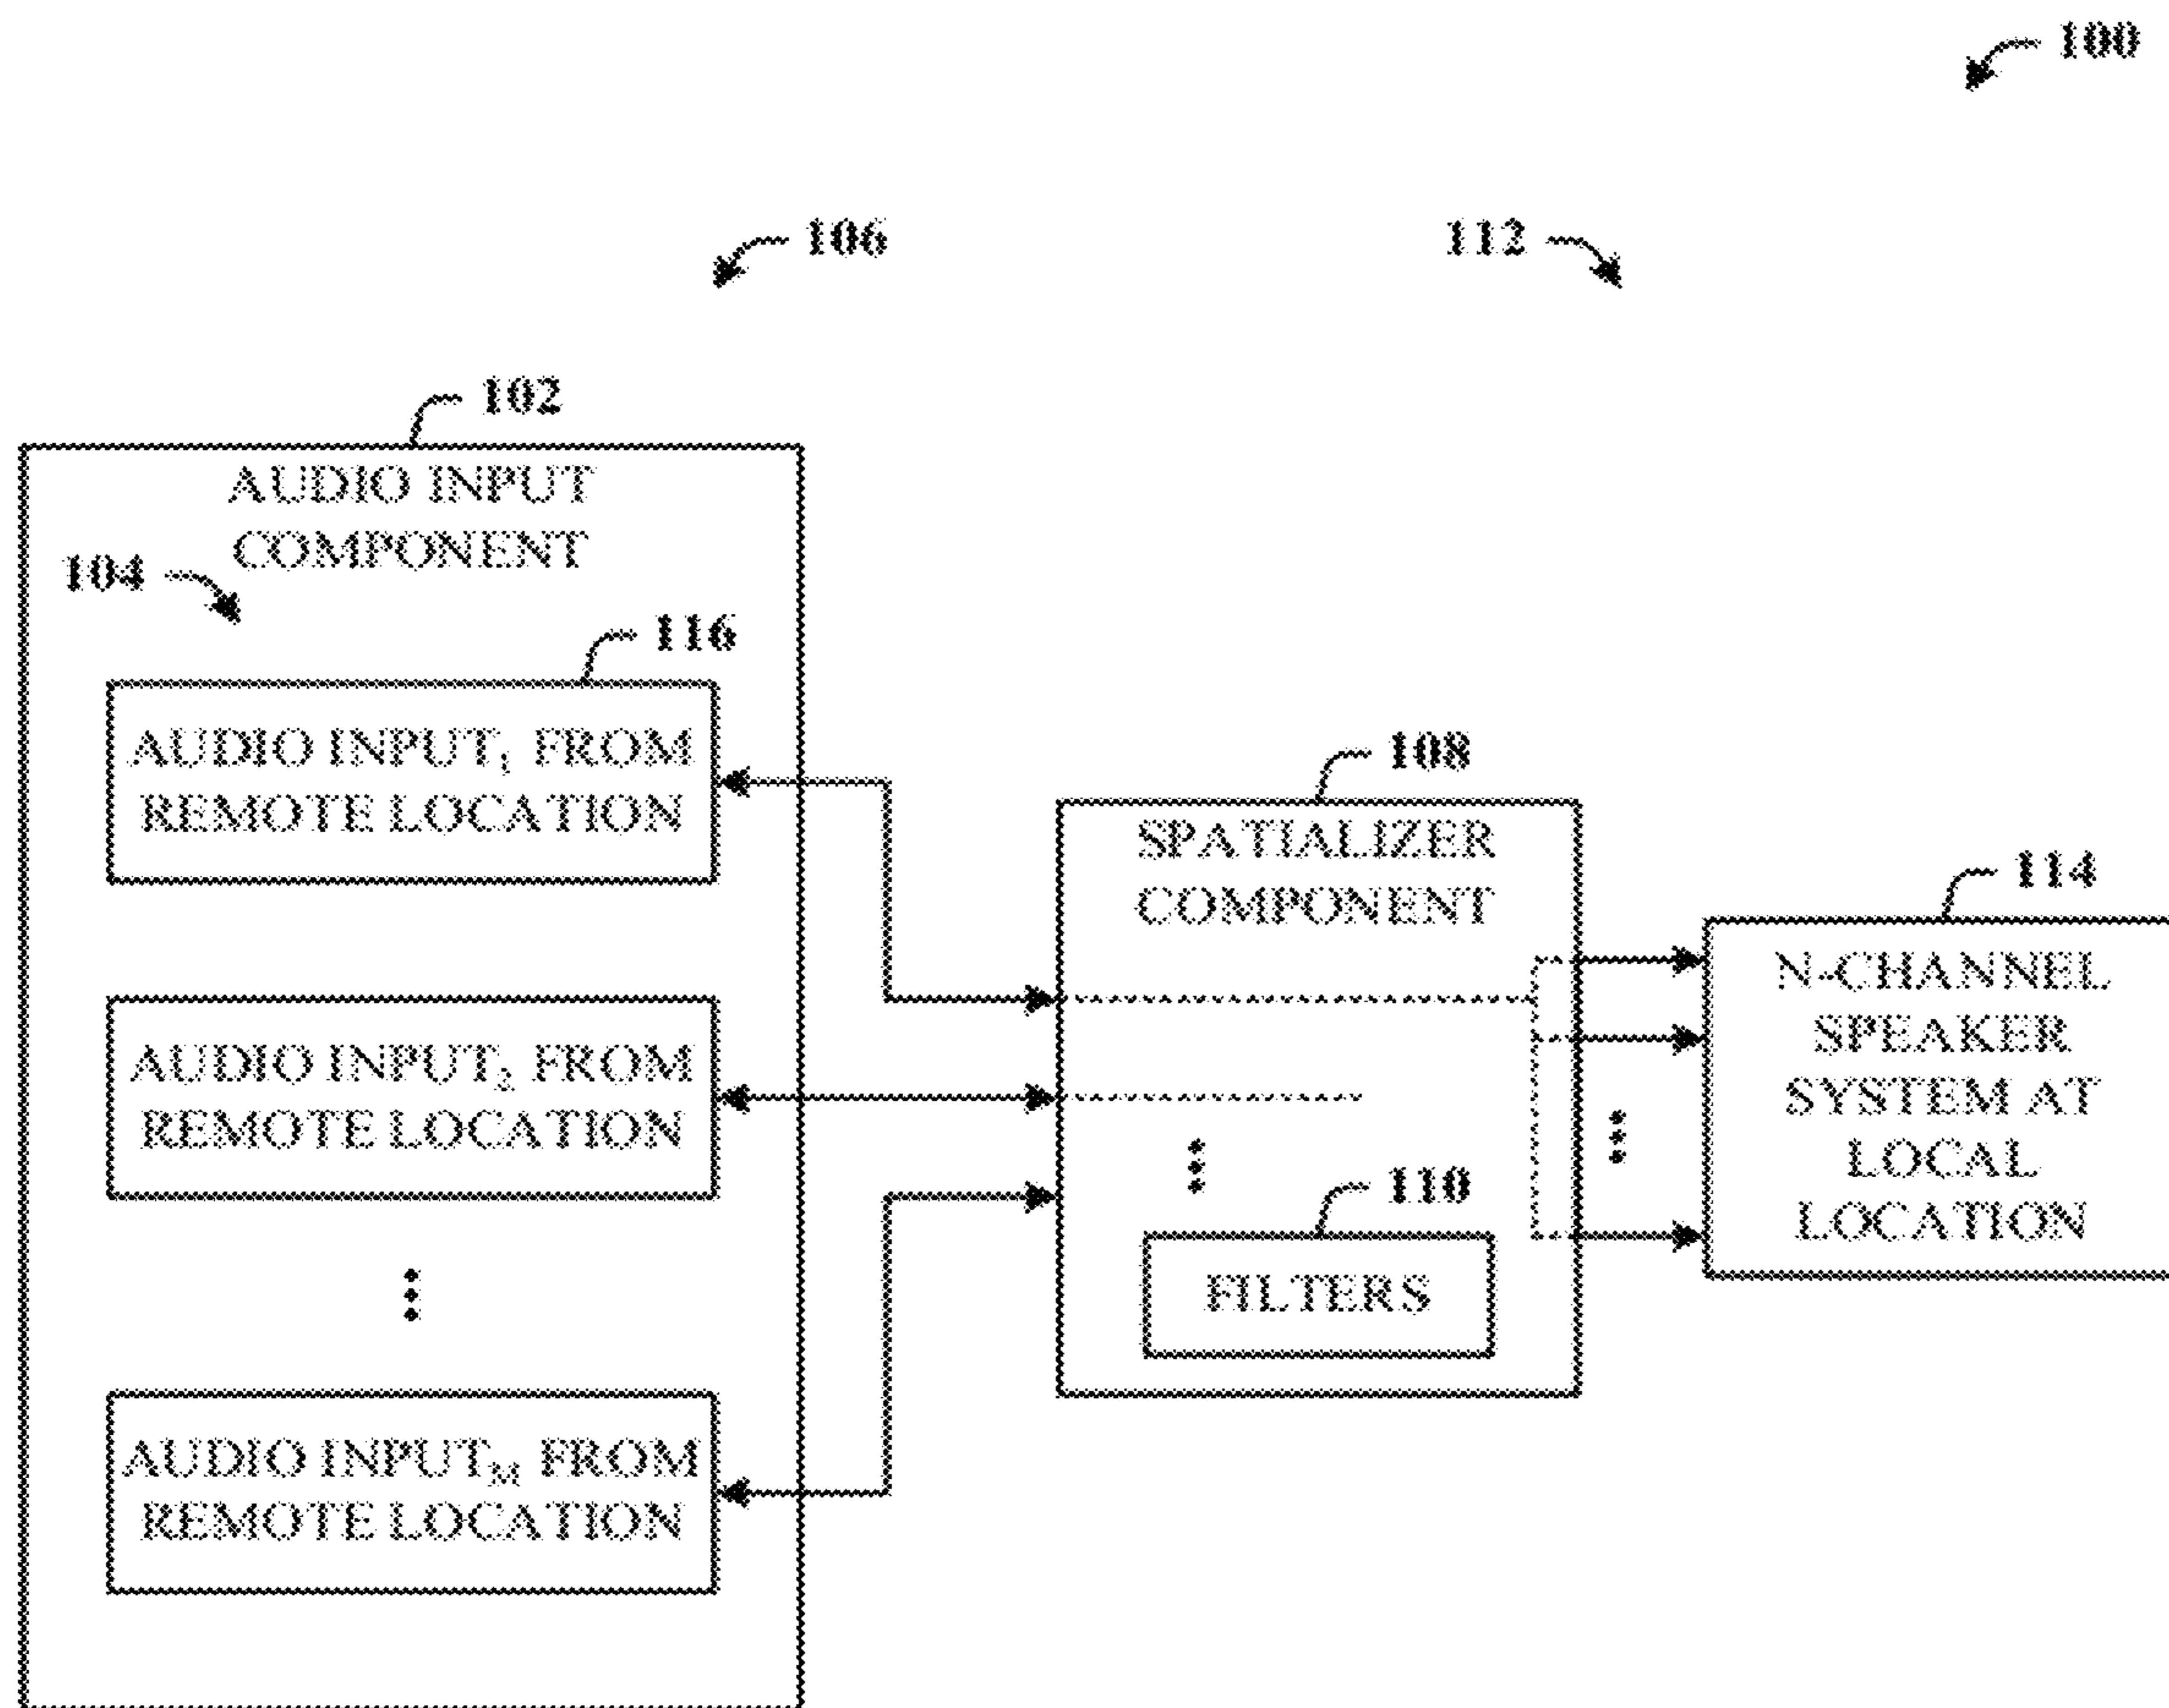 100
106
112
102
AUDIO INPUT
COMPONENT
104
116
AUDIO INPUT₁ FROM
REMOTE LOCATION
108
SPATIALIZER
COMPONENT
114
N-CHANNEL
SPEAKER
SYSTEM AT
LOCAL
LOCATION
AUDIO INPUT₂ FROM
REMOTE LOCATION
110
FILTERS
AUDIO INPUT_M FROM
REMOTE LOCATION